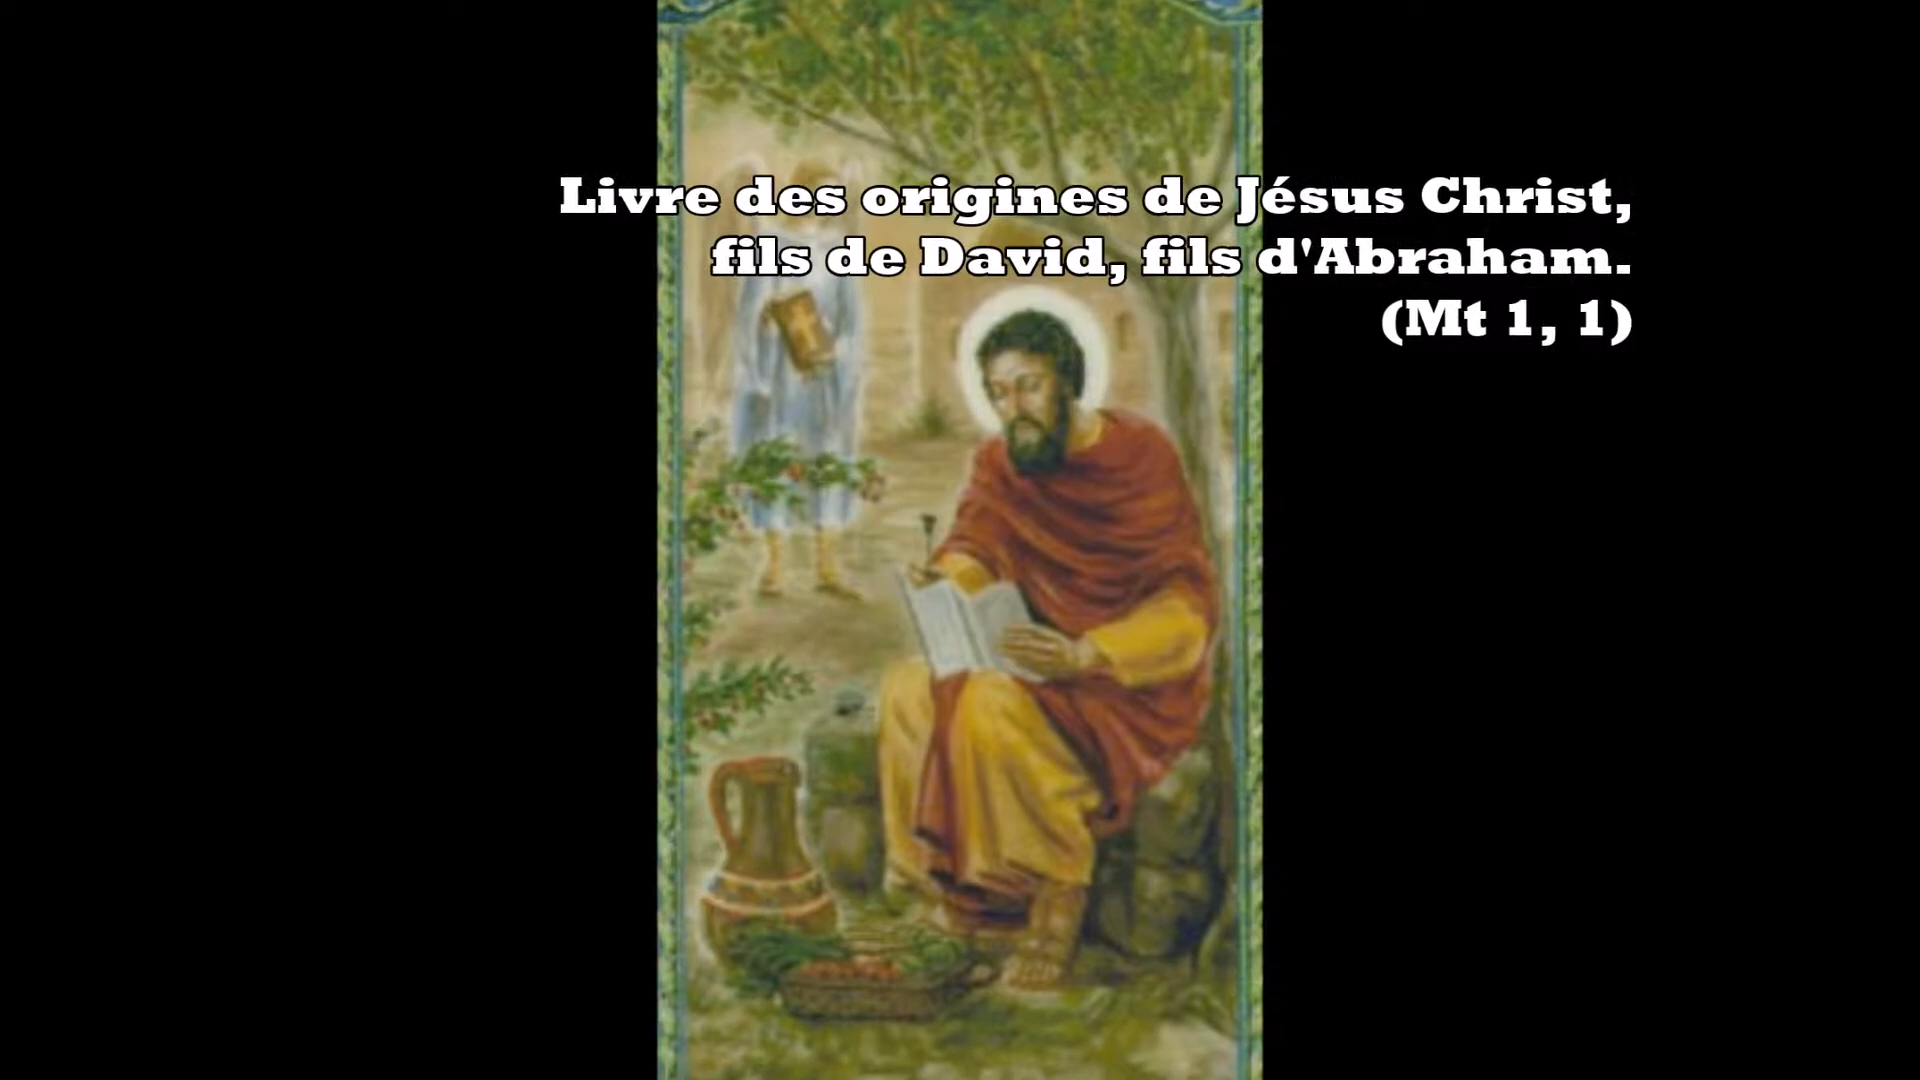 Livre des origines de Jésus Christ,
fils de David, fils d'Abraham.
(Mt 1, 1)